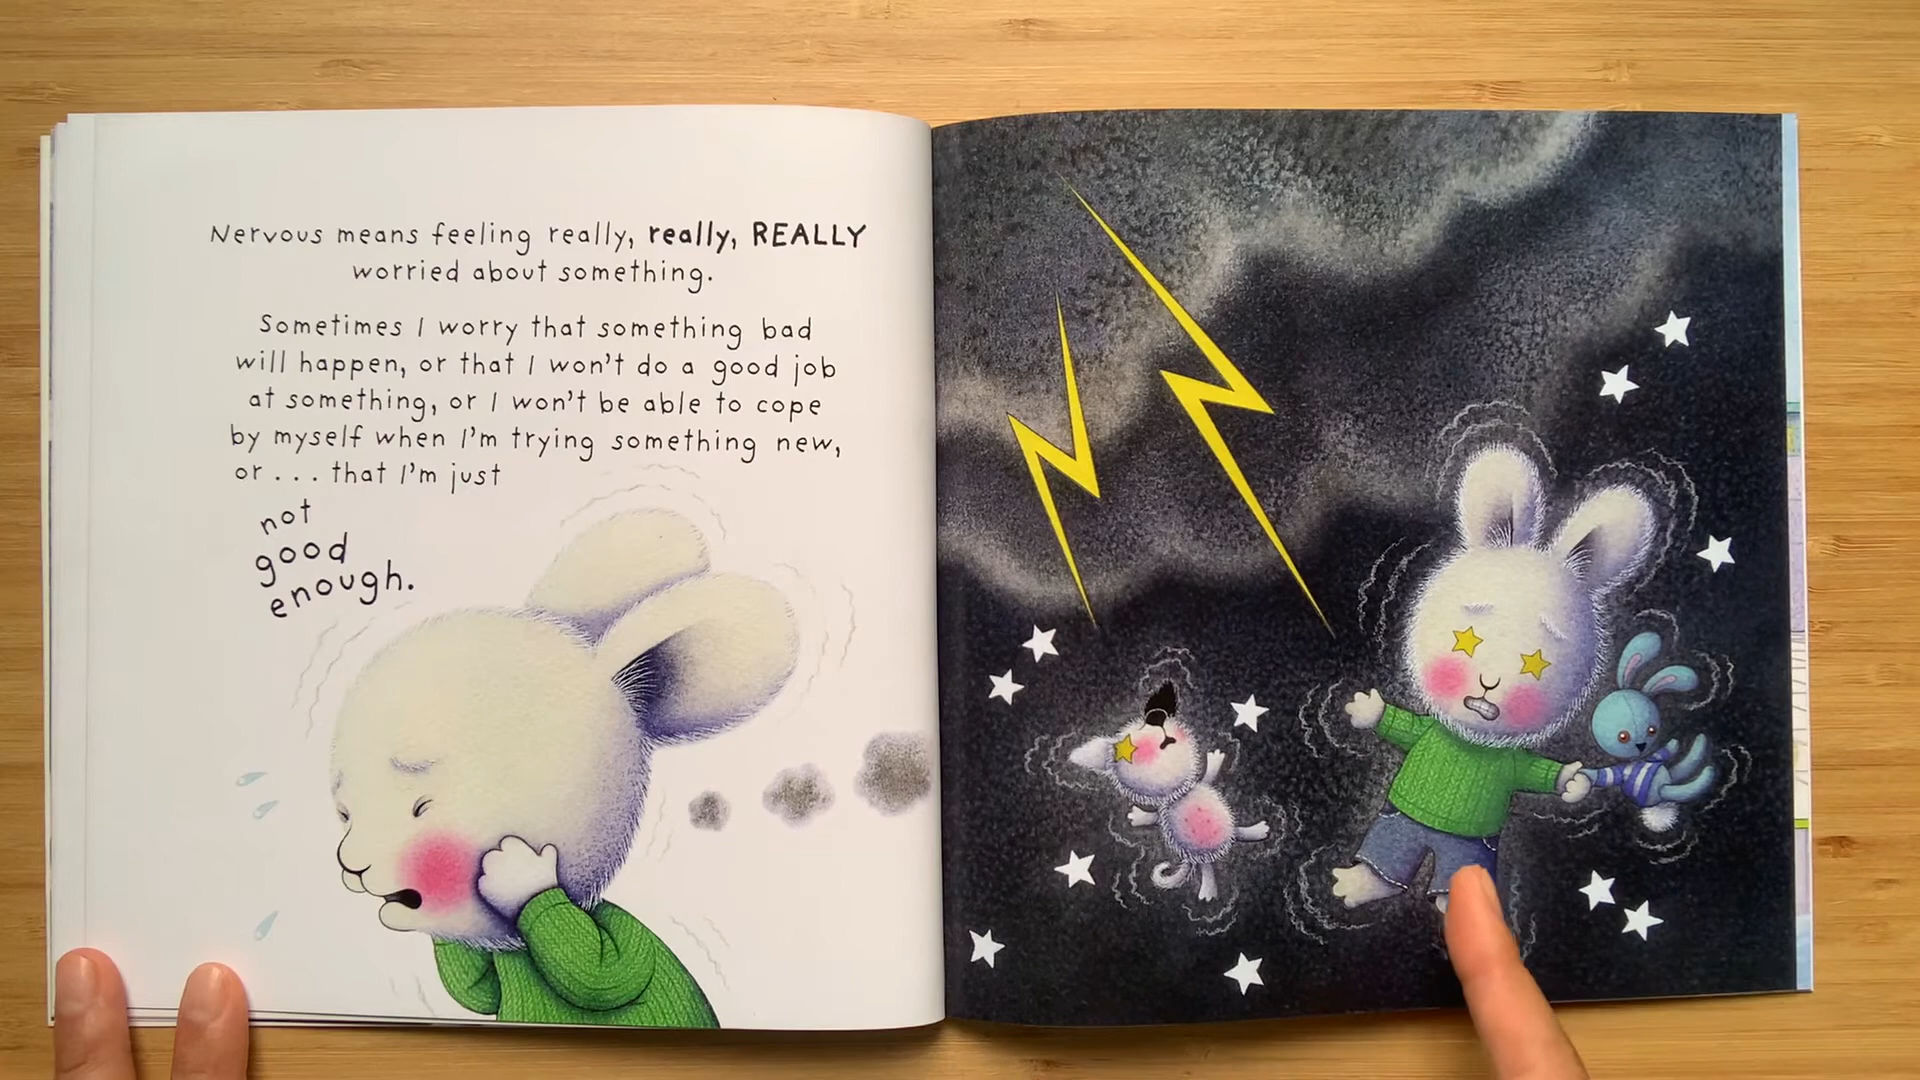 Nervous means feeling really, really, REALLY
worried about something.
Sometimes I worry that something bad
will happen, or that I won't do a good job
at something, or I won't be able to cope
by myself when I'm trying something new,
or . . . that I'm just
not
good
enough.